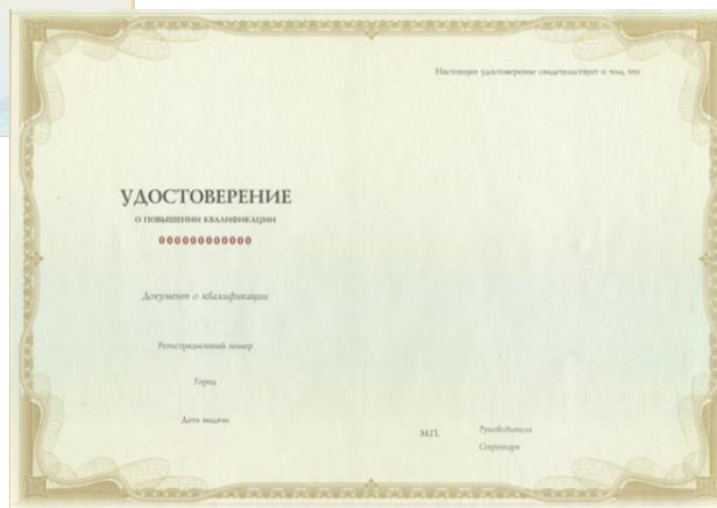 УДОСТОВЕРЕНИЕ
О ПОВЫШЕНИИ КВАЛИФИКАЦИИ
000000000000
Документ о квалификации
Регистрационный номер
Город
Дата выдачи
Настоящее удостоверение свидетельствует о том, что
М.П.
Руководитель
Секретарь